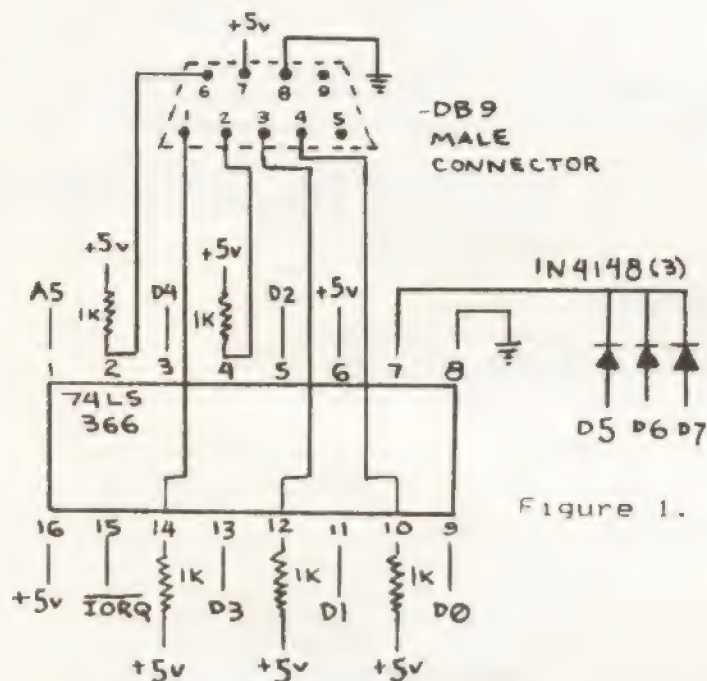 +5v
6 7 8 9
1 2 3 4 5
-DB9
MALE
CONNECTOR
+5v +5v
A5 1K D4 1K D2 +5v
1N4148(3)
1 2 3 4 5 6 7 8
74LS
366
D5 D6 D7
Figure 1.
16 15 14 13 12 11 10 9
+5v IORQ 1K D3 1K D1 1K D0
+5v +5v +5v